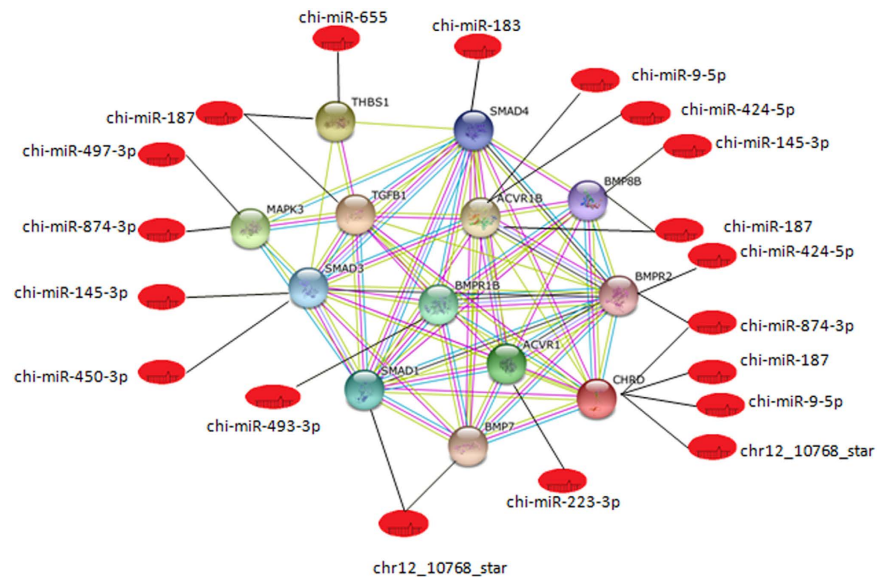 chi-miR-655
chi-miR-183
chi-miR-9-5p
THBS1
SMAD4
chi-miR-187
chi-miR-424-5p
chi-miR-497-3p
chi-miR-145-3p
BMP8B
TGFB1
ACVR1B
MAPK3
chi-miR-874-3p
chi-miR-187
chi-miR-424-5p
SMAD3
BMPR2
BMPR1B
chi-miR-145-3p
chi-miR-874-3p
ACVR1
chi-miR-187
chi-miR-450-3p
SMAD1
CHRD
chi-miR-9-5p
chi-miR-493-3p
BMP7
chr12_10768_star
chi-miR-223-3p
chr12_10768_star